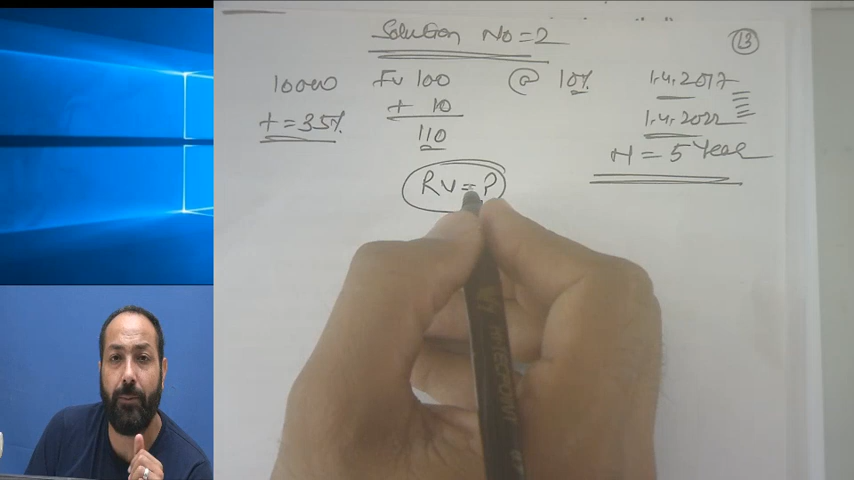 Solution No=2
13
10000 FV 100 @ 10% 1.4.2017
t = 35% + 10 1.4.2022
110 N = 5 Year
RV = P